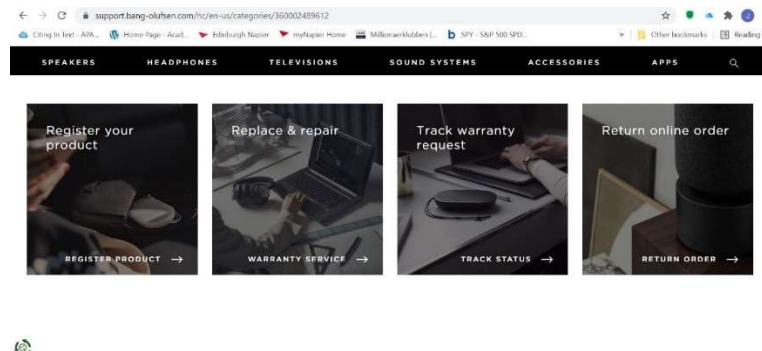 support.bang-olufsen.com/hc/en-us/categories/360002489612
Citing In Text - APA... Home Page - Acad... Edinburgh Napier myNapier Home Millionaerklubben |... SPY - S&P 500 SPD... » Other bookmarks Reading
SPEAKERS HEADPHONES TELEVISIONS SOUND SYSTEMS ACCESSORIES APPS
Register your
product
Replace & repair
Track warranty
request
Return online order
REGISTER PRODUCT →
WARRANTY SERVICE →
TRACK STATUS →
RETURN ORDER →